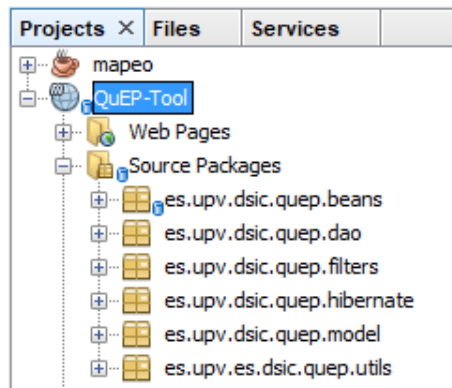 Projects Files Services
mapeo
QuEP-Tool
Web Pages
Source Packages
es.upv.dsic.quep.beans
es.upv.dsic.quep.dao
es.upv.dsic.quep.filters
es.upv.dsic.quep.hibernate
es.upv.dsic.quep.model
es.upv.es.dsic.quep.utils